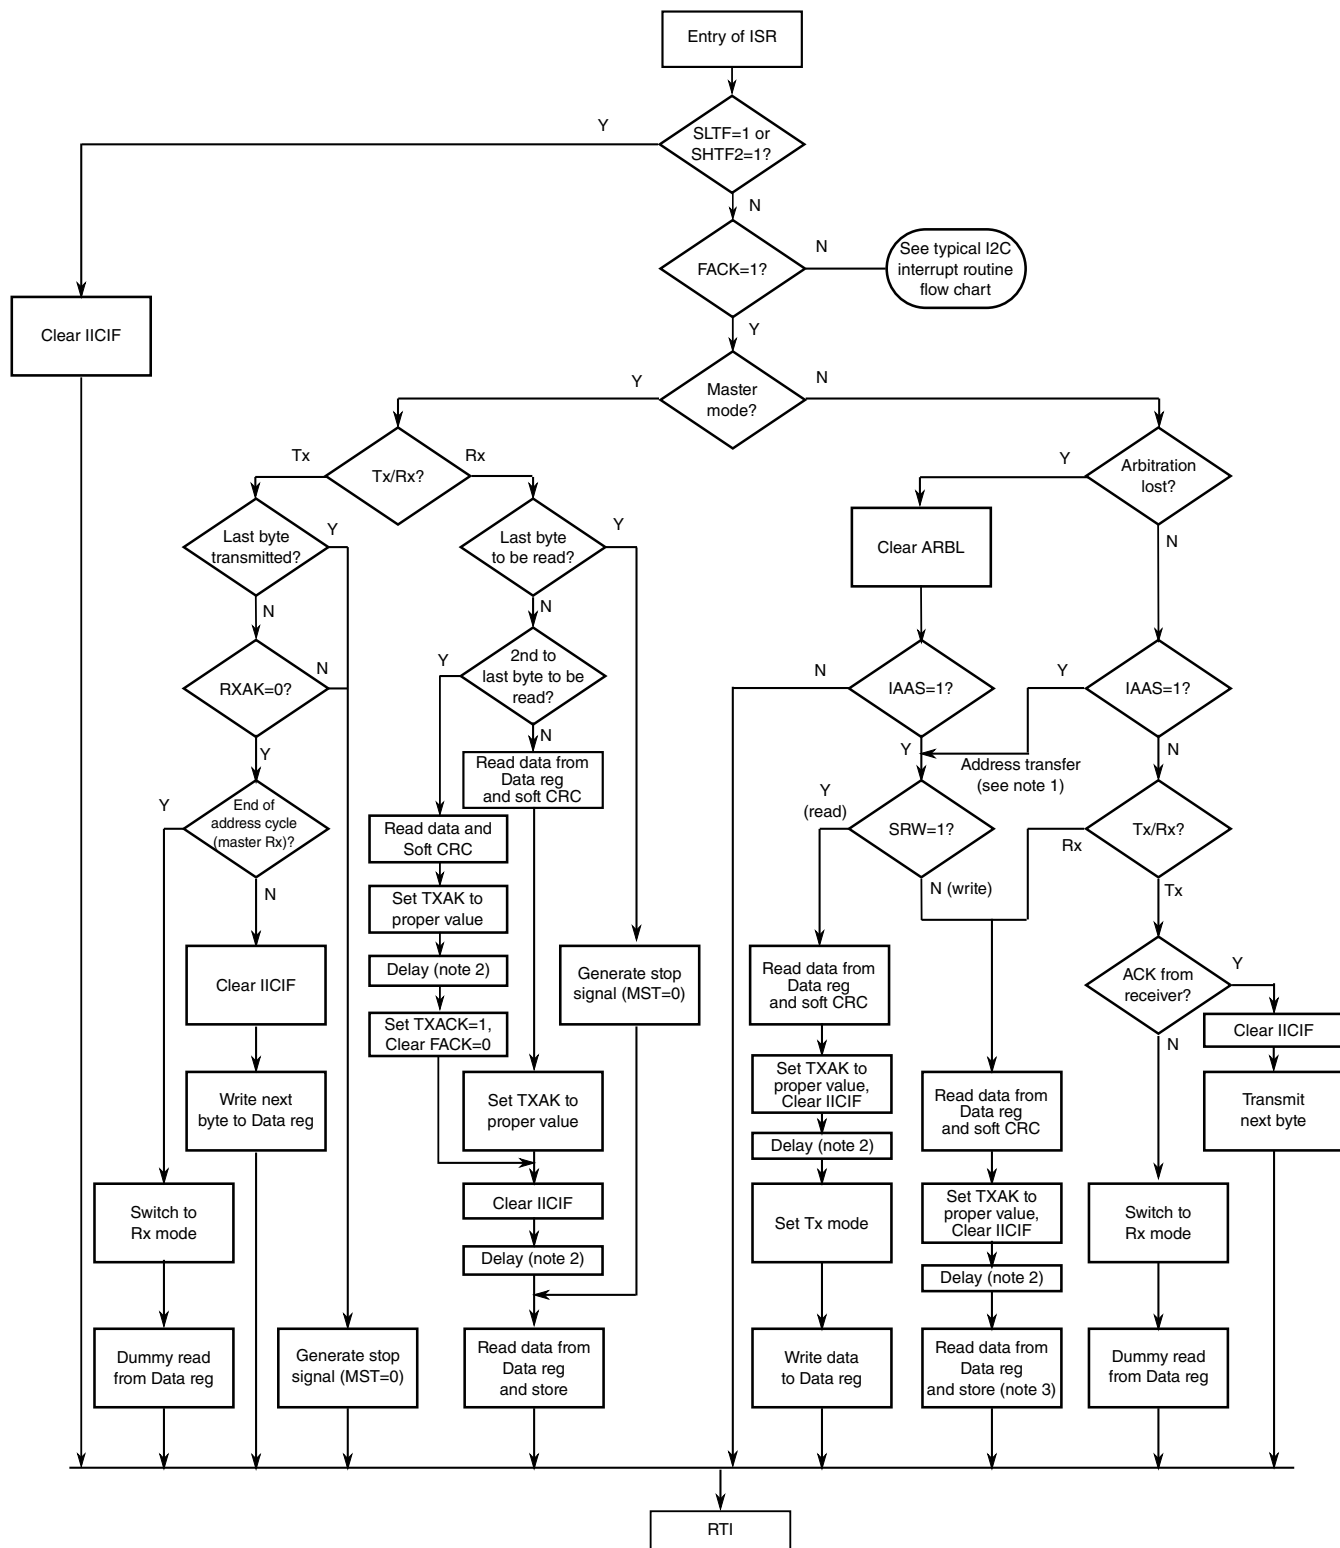 Entry of ISR
SLTF=1 or
SHTF2=1?
Y
N
FACK=1?
N
See typical I2C
interrupt routine
flow chart
Y
Clear IICIF
Master
mode?
Y
N
Tx/Rx?
Tx
Rx
Arbitration
lost?
Y
N
Last byte
transmitted?
Y
N
Last byte
to be read?
Y
N
Clear ARBL
RXAK=0?
N
Y
2nd to
last byte to be
read?
Y
N
IAAS=1?
N
Y
IAAS=1?
Y
N
Address transfer
(see note 1)
Read data from
Data reg
and soft CRC
End of
address cycle
(master Rx)?
Y
N
Read data and
Soft CRC
Y
(read)
SRW=1?
N (write)
Tx/Rx?
Rx
Tx
Set TXAK to
proper value
Delay (note 2)
Set TXACK=1,
Clear FACK=0
Clear IICIF
Generate stop
signal (MST=0)
Read data from
Data reg
and soft CRC
ACK from
receiver?
Y
N
Clear IICIF
Write next
byte to Data reg
Set TXAK to
proper value
Set TXAK to
proper value,
Clear IICIF
Delay (note 2)
Read data from
Data reg
and soft CRC
Transmit
next byte
Switch to
Rx mode
Clear IICIF
Delay (note 2)
Set Tx mode
Set TXAK to
proper value,
Clear IICIF
Delay (note 2)
Switch to
Rx mode
Dummy read
from Data reg
Generate stop
signal (MST=0)
Read data from
Data reg
and store
Write data
to Data reg
Read data from
Data reg
and store (note 3)
Dummy read
from Data reg
RTI